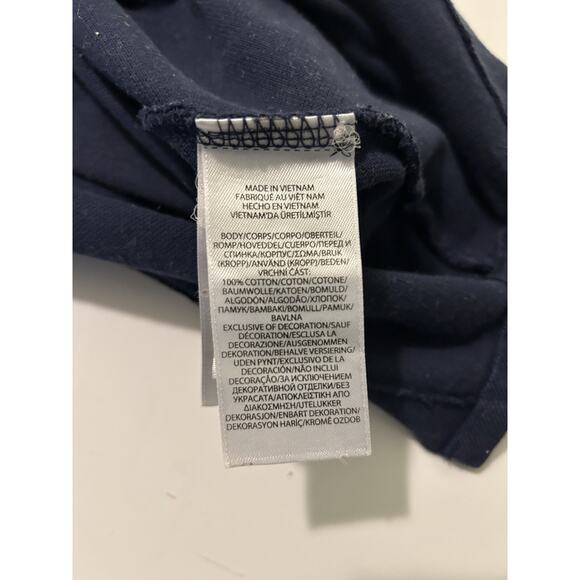 MADE IN VIETNAM
FABRIQUÉ AU VIÊT NAM
HECHO EN VIETNAM
VIETNAM'DA ÜRETİLMİŞTİR
BODY/CORPS/CORPO/OBERTEIL/
ROMP/HOVEDDEL/CUERPO/ПЕРЕД И
СПИНКА/KOPΠУС/ΣΩΜΑ/BRUK
(KROPP)/ANVÄND (KROPP)/BEDEN/
VRCHNÍ ČÁST:
100% COTTON/COTON/COTONE/
BAUMWOLLE/KATOEN/BOMULD/
ALGODÓN/ALGODÃO/ХЛОПОК/
ПАМУК/ΒΑΜΒΑΚΙ/BOMULL/PAMUK/
BAVLNA
EXCLUSIVE OF DECORATION/SAUF
DÉCORATION/ESCLUSA LA
DECORAZIONE/AUSGENOMMEN
DEKORATION/BEHALVE VERSIERING/
UDEN PYNT/EXCLUSIVO DE LA
DECORACIÓN/NÃO INCLUI
DECORAÇÃO/ЗА ИСКЛЮЧЕНИЕМ
ДЕКОРАТИВНОЙ ОТДЕЛКИ/БЕЗ
УКРАСАТА/ΑΠΟΚΛΕΙΣΤΙΚΗ ΑΠΟ
ΔΙΑΚΟΣΜΗΣΗ/UTELUKKER
DEKORASJON/ENBART DEKORATION/
DEKORASYON HARİÇ/KROMĚ OZDOB